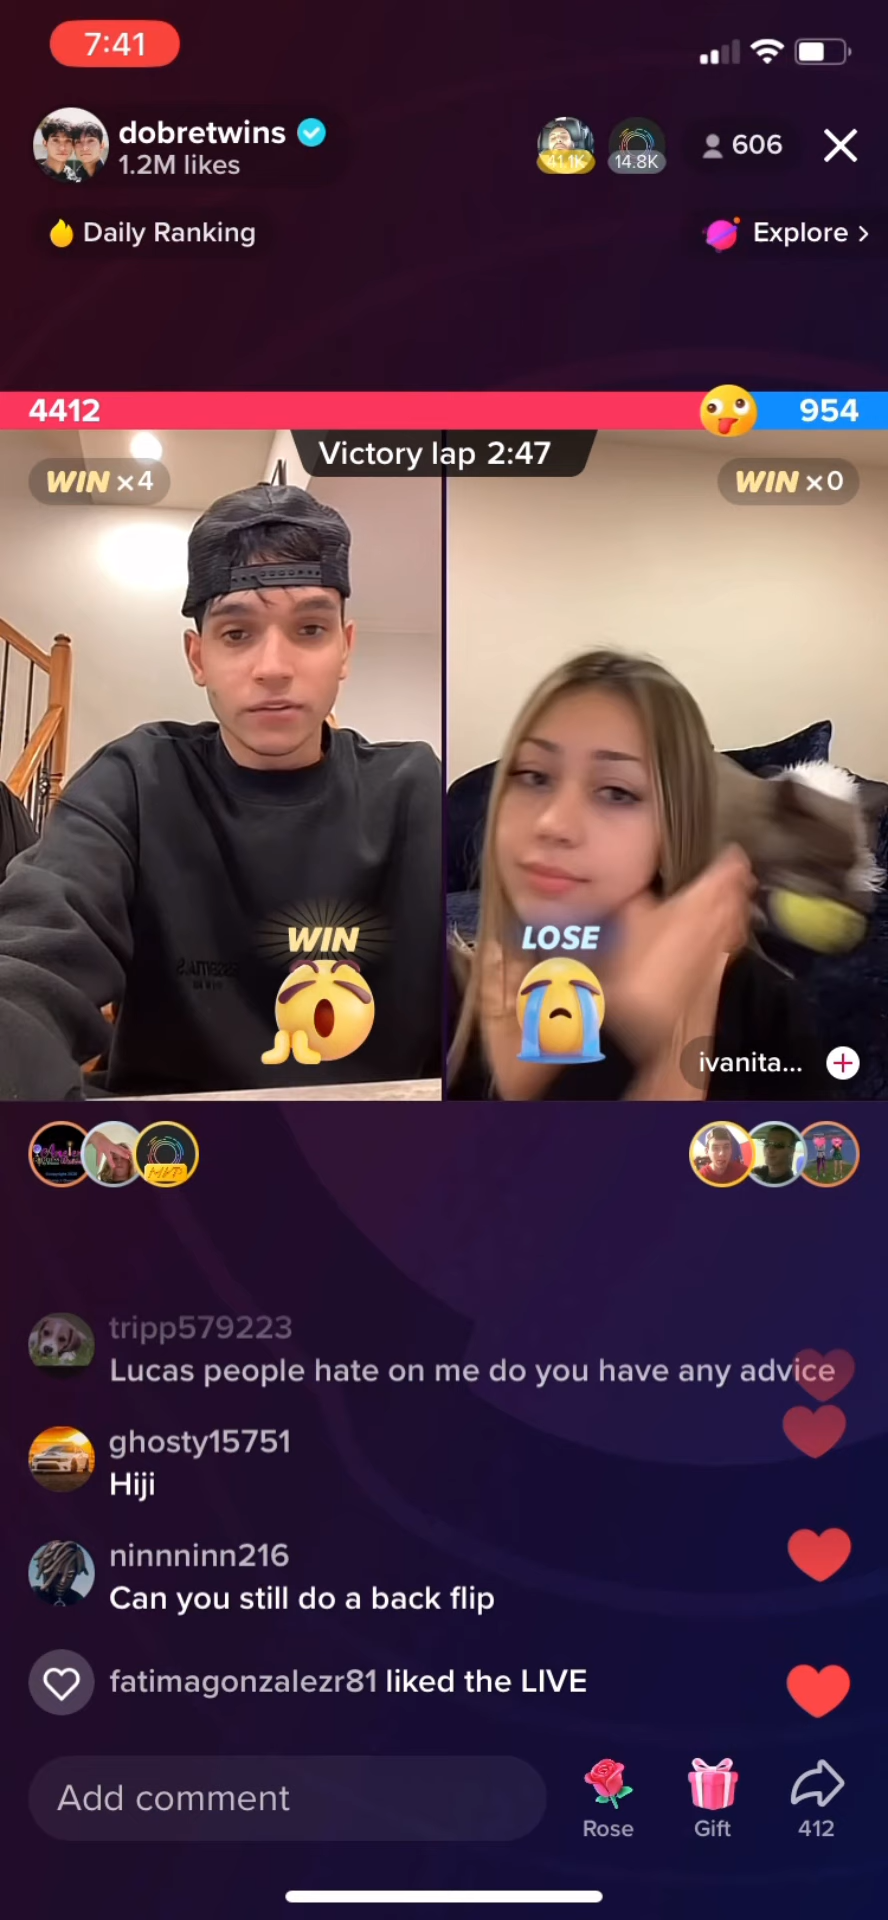 7:41
dobretwins
1.2M likes
41.1K
14.8K
606
Daily Ranking
Explore >
4412
954
Victory lap 2:47
WIN x4
WIN x0
WIN
LOSE
ivanita...
tripp579223
Lucas people hate on me do you have any advice
ghosty15751
Hiji
ninnninn216
Can you still do a back flip
fatimagonzalezr81 liked the LIVE
Add comment
Rose
Gift
412